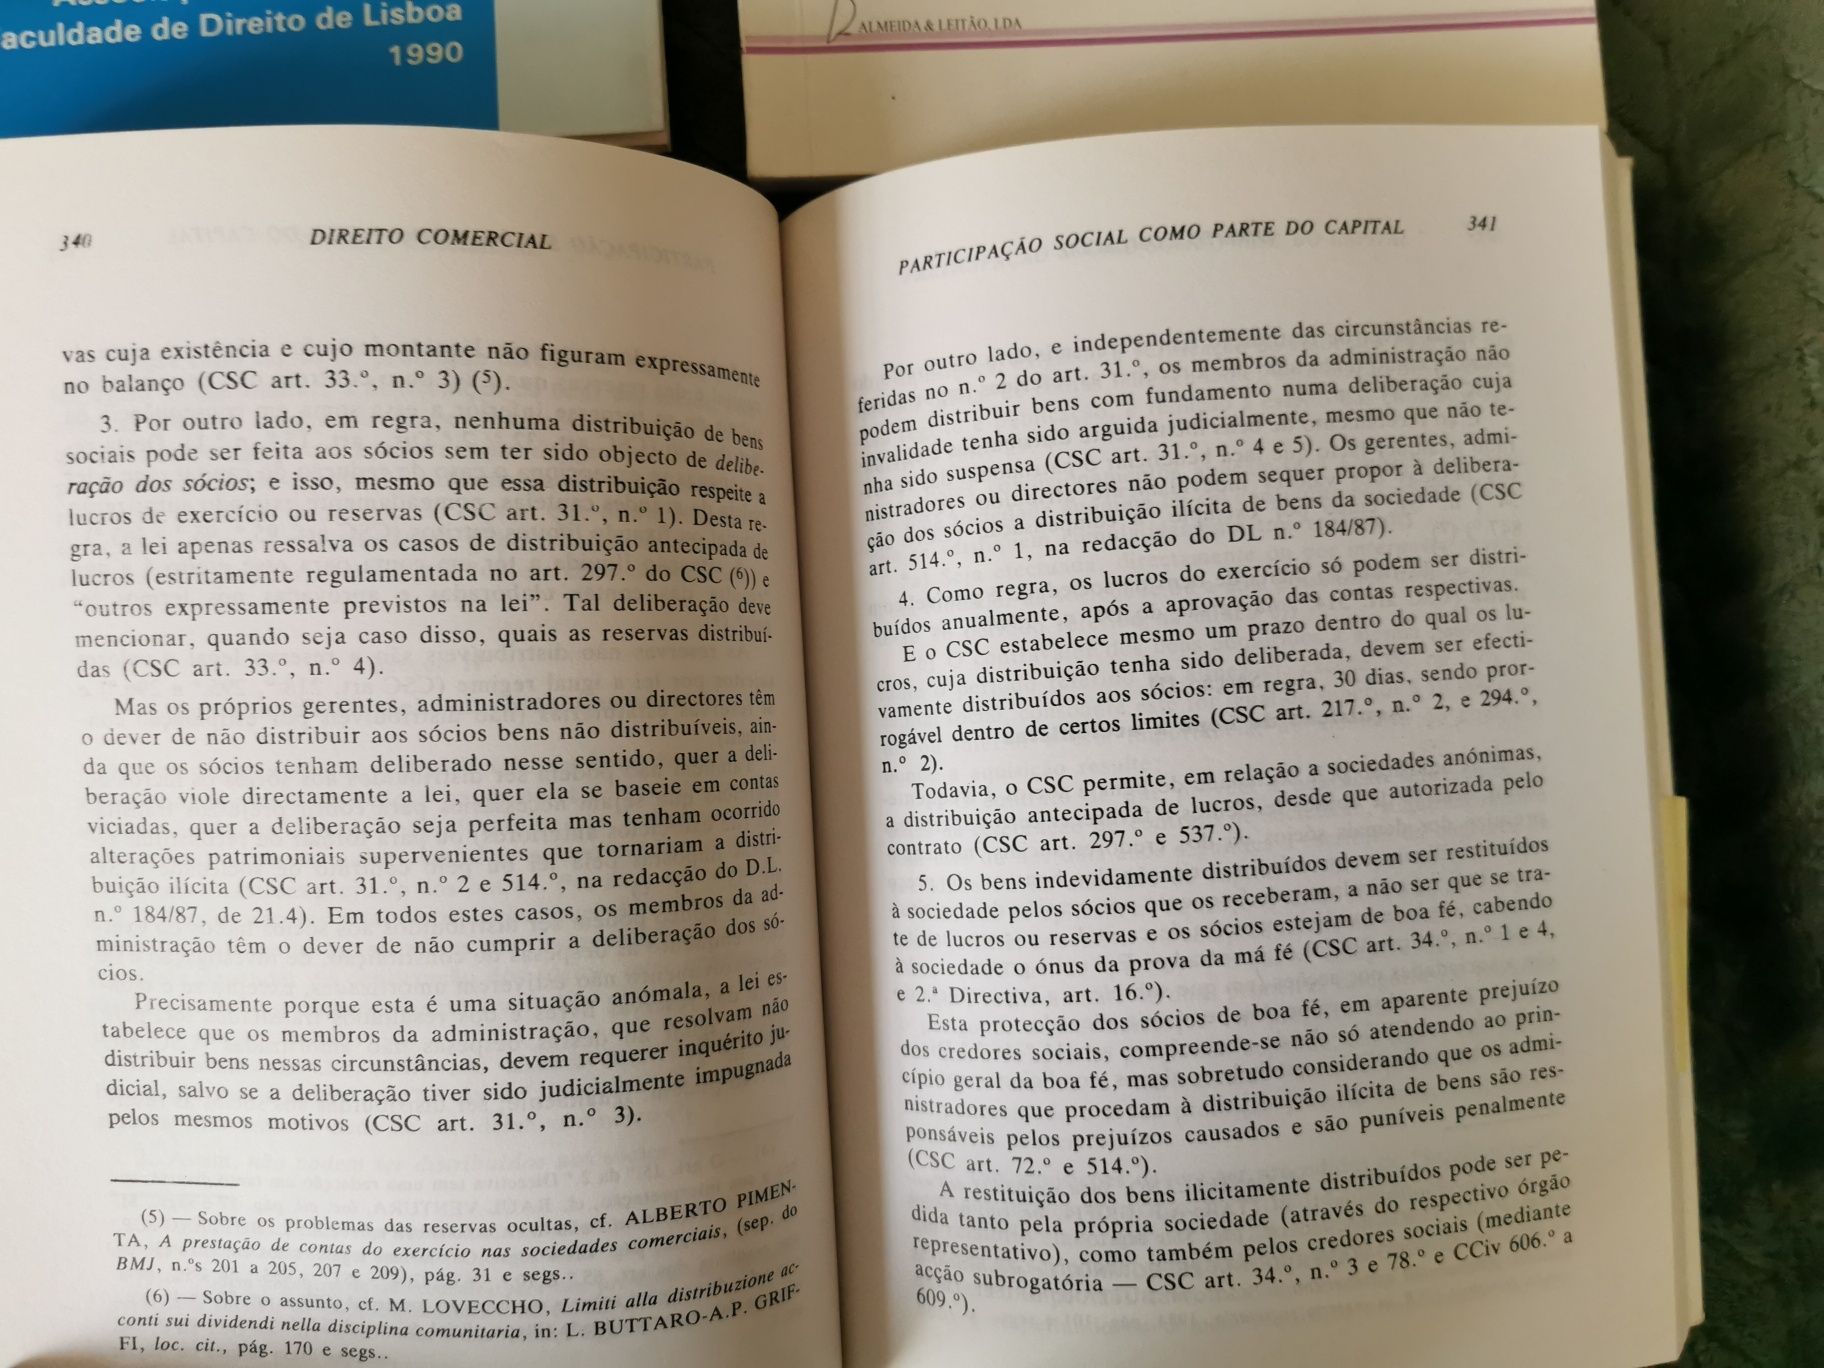 aculdade de Direito de Lisboa
1990
ALMEIDA & LEITÃO, LDA
340 DIREITO COMERCIAL
vas cuja existência e cujo montante não figuram expressamente
no balanço (CSC art. 33.º, n.º 3) (5).
3. Por outro lado, em regra, nenhuma distribuição de bens
sociais pode ser feita aos sócios sem ter sido objecto de delibe-
ração dos sócios; e isso, mesmo que essa distribuição respeite a
lucros de exercício ou reservas (CSC art. 31.º, n.º 1). Desta re-
gra, a lei apenas ressalva os casos de distribuição antecipada de
lucros (estritamente regulamentada no art. 297.º do CSC (6)) e
“outros expressamente previstos na lei”. Tal deliberação deve
mencionar, quando seja caso disso, quais as reservas distribuí-
das (CSC art. 33.º, n.º 4).
Mas os próprios gerentes, administradores ou directores têm
o dever de não distribuir aos sócios bens não distribuíveis, ain-
da que os sócios tenham deliberado nesse sentido, quer a deli-
beração viole directamente a lei, quer ela se baseie em contas
viciadas, quer a deliberação seja perfeita mas tenham ocorrido
alterações patrimoniais supervenientes que tornariam a distri-
buição ilícita (CSC art. 31.º, n.º 2 e 514.º, na redacção do D.L.
n.º 184/87, de 21.4). Em todos estes casos, os membros da ad-
ministração têm o dever de não cumprir a deliberação dos só-
cios.
Precisamente porque esta é uma situação anómala, a lei es-
tabelece que os membros da administração, que resolvam não
distribuir bens nessas circunstâncias, devem requerer inquérito ju-
dicial, salvo se a deliberação tiver sido judicialmente impugnada
pelos mesmos motivos (CSC art. 31.º, n.º 3).
(5) — Sobre os problemas das reservas ocultas, cf. ALBERTO PIMEN-
TA, A prestação de contas do exercício nas sociedades comerciais, (sep. do
BMJ, n.ºs 201 a 205, 207 e 209), pág. 31 e segs..
(6) — Sobre o assunto, cf. M. LOVECCHO, Limiti alla distribuzione ac-
conti sui dividendi nella disciplina comunitaria, in: L. BUTTARO-A.P. GRIF-
FI, loc. cit., pág. 170 e segs..
PARTICIPAÇÃO SOCIAL COMO PARTE DO CAPITAL 341
Por outro lado, e independentemente das circunstâncias re-
feridas no n.º 2 do art. 31.º, os membros da administração não
podem distribuir bens com fundamento numa deliberação cuja
invalidade tenha sido arguida judicialmente, mesmo que não te-
nha sido suspensa (CSC art. 31.º, n.º 4 e 5). Os gerentes, admi-
nistradores ou directores não podem sequer propor à delibera-
ção dos sócios a distribuição ilícita de bens da sociedade (CSC
art. 514.º, n.º 1, na redacção do DL n.º 184/87).
4. Como regra, os lucros do exercício só podem ser distri-
buídos anualmente, após a aprovação das contas respectivas.
E o CSC estabelece mesmo um prazo dentro do qual os lu-
cros, cuja distribuição tenha sido deliberada, devem ser efecti-
vamente distribuídos aos sócios: em regra, 30 dias, sendo pror-
rogável dentro de certos limites (CSC art. 217.º, n.º 2, e 294.º,
n.º 2).
Todavia, o CSC permite, em relação a sociedades anónimas,
a distribuição antecipada de lucros, desde que autorizada pelo
contrato (CSC art. 297.º e 537.º).
5. Os bens indevidamente distribuídos devem ser restituídos
à sociedade pelos sócios que os receberam, a não ser que se tra-
te de lucros ou reservas e os sócios estejam de boa fé, cabendo
à sociedade o ónus da prova da má fé (CSC art. 34.º, n.º 1 e 4,
e 2.ª Directiva, art. 16.º).
Esta protecção dos sócios de boa fé, em aparente prejuízo
dos credores sociais, compreende-se não só atendendo ao prin-
cípio geral da boa fé, mas sobretudo considerando que os admi-
nistradores que procedam à distribuição ilícita de bens são res-
ponsáveis pelos prejuízos causados e são puníveis penalmente
(CSC art. 72.º e 514.º).
A restituição dos bens ilicitamente distribuídos pode ser pe-
dida tanto pela própria sociedade (através do respectivo órgão
representativo), como também pelos credores sociais (mediante
acção subrogatória — CSC art. 34.º, n.º 3 e 78.º e CCiv 606.º a
609.º).